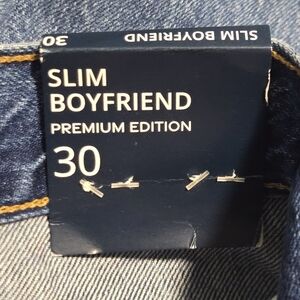 30 SLIM BOYFRIEND
SLIM
BOYFRIEND
PREMIUM EDITION
30